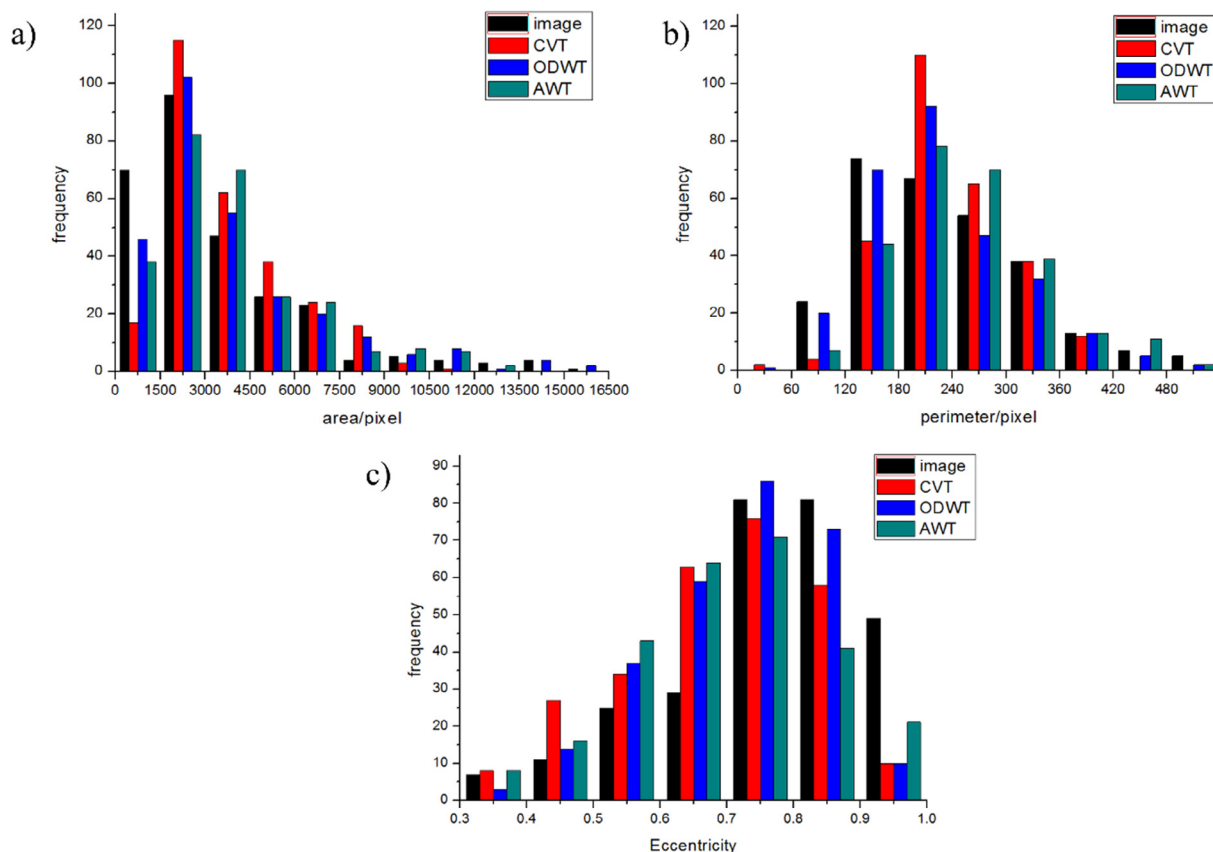 a)
120
100
80
60
40
20
0
frequency
image
CVT
ODWT
AWT
0 1500 3000 4500 6000 7500 9000 10500 12000 13500 15000 16500
area/pixel
b)
120
100
80
60
40
20
0
frequency
image
CVT
ODWT
AWT
0 60 120 180 240 300 360 420 480
perimeter/pixel
c)
90
80
70
60
50
40
30
20
10
0
frequency
image
CVT
ODWT
AWT
0.3 0.4 0.5 0.6 0.7 0.8 0.9 1.0
Eccentricity